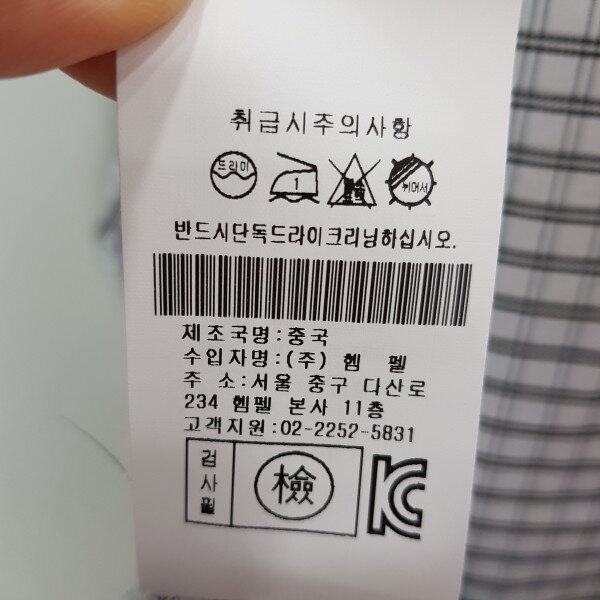 취급시주의사항
드라이 1 뉘어서
반드시단독드라이크리닝하십시오.
제조국명:중국
수입자명:(주) 헴 펠
주 소:서울 중구 다산로
234 헴펠 본사 11층
고객지원:02-2252-5831
검사필 檢